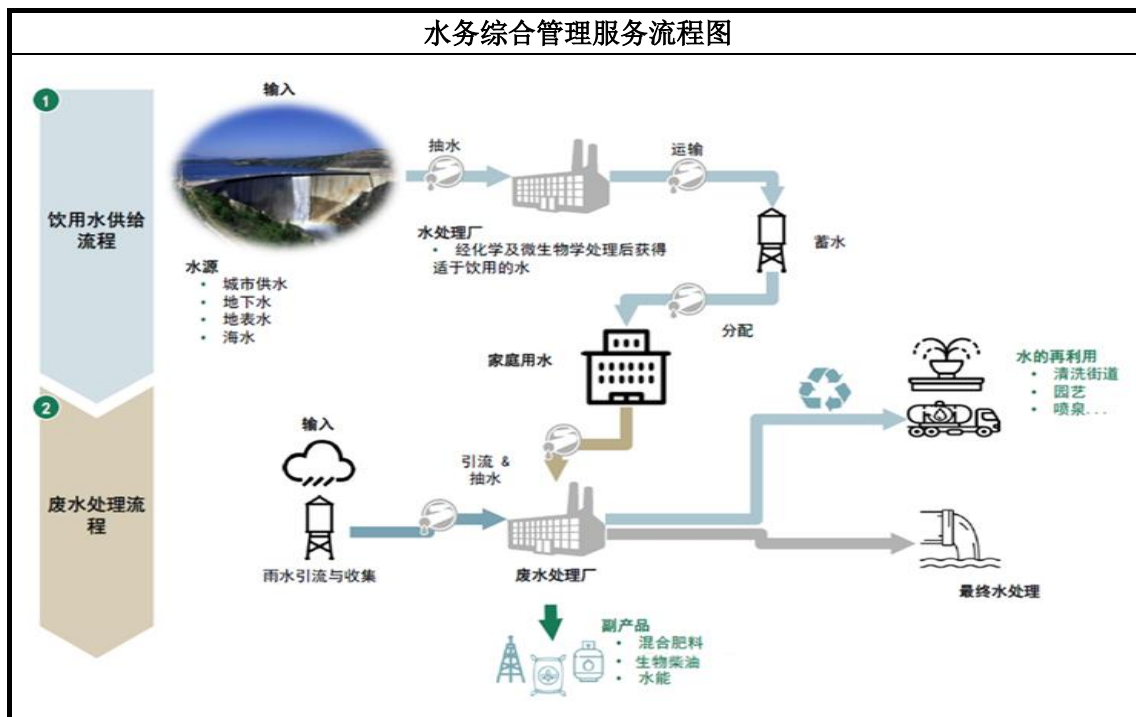 水务综合管理服务流程图
1
输入
抽水
运输
饮用水供给
流程
水处理厂
• 经化学及微生物学处理后获得
适于饮用的水
蓄水
水源
• 城市供水
• 地下水
• 地表水
• 海水
分配
家庭用水
水的再利用
• 清洗街道
• 园艺
• 喷泉...
2
输入
引流 &
抽水
废水处理流
程
雨水引流与收集
废水处理厂
最终水处理
副产品
• 混合肥料
• 生物柴油
• 水能